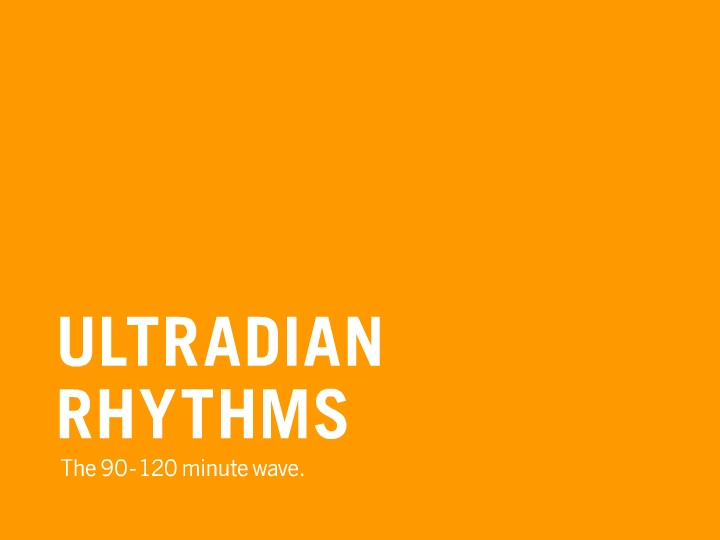 ULTRADIAN
RHYTHMS
The 90-120 minute wave.